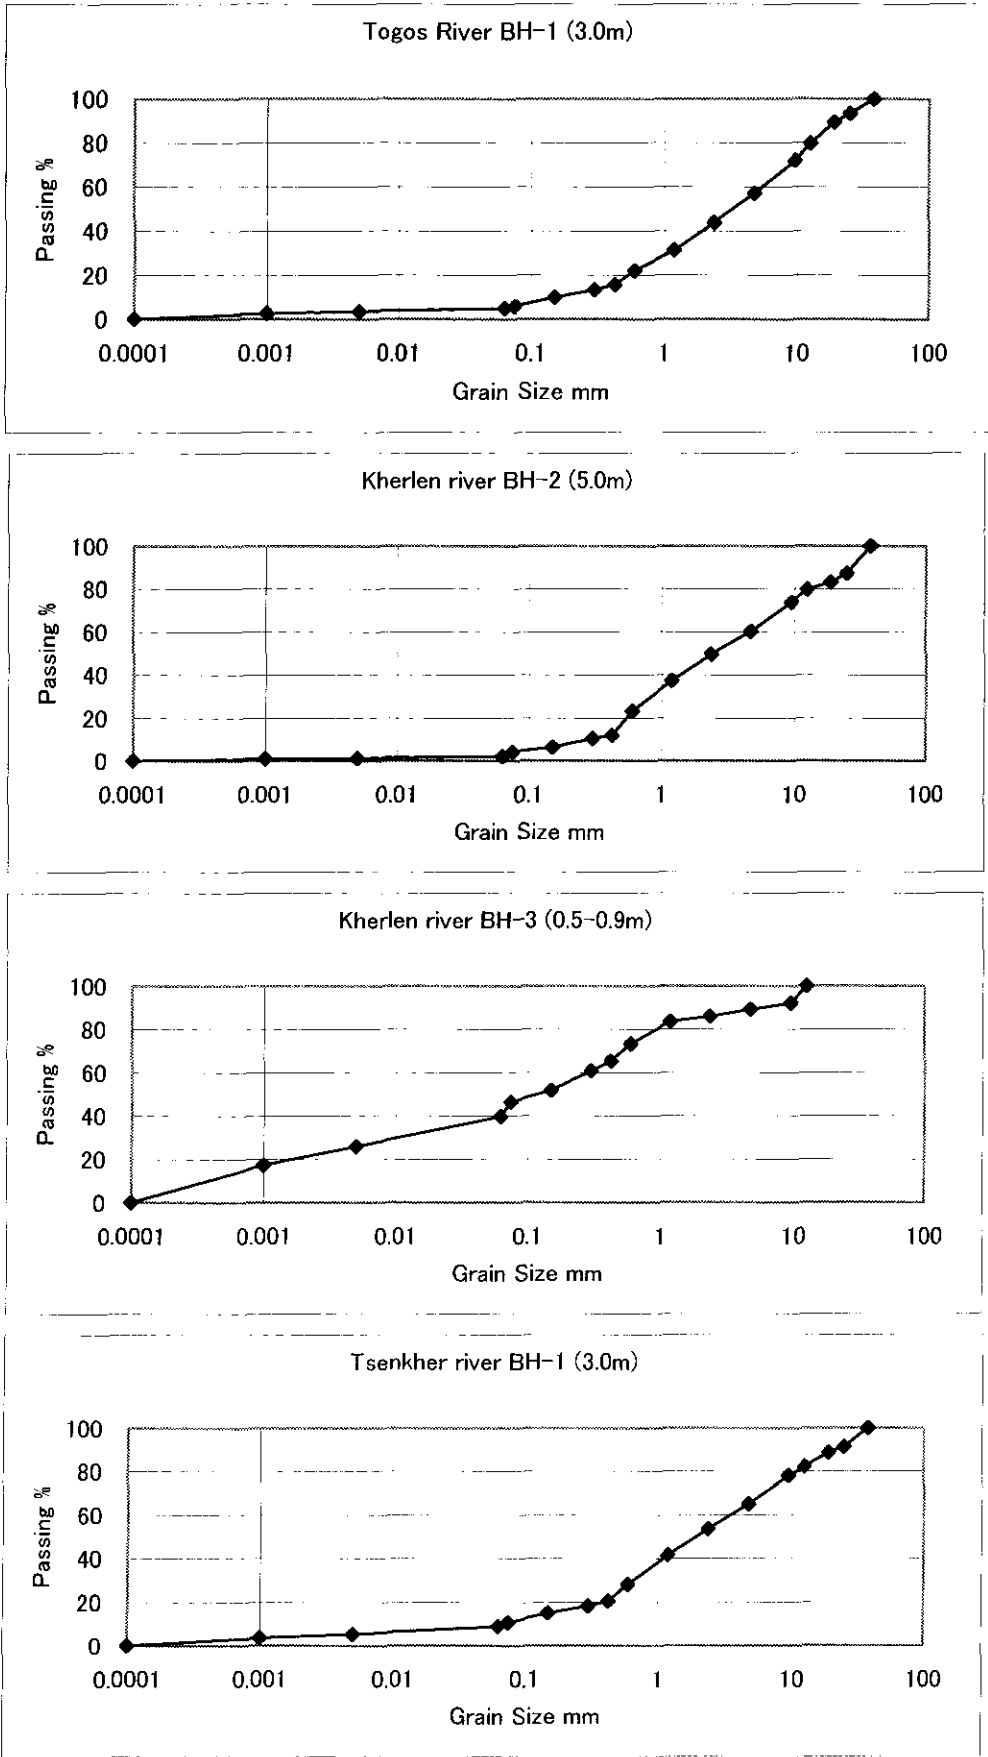 Togos River BH-1 (3.0m)
100
80
60
40
20
0
Passing %
0.0001 0.001 0.01 0.1 1 10 100
Grain Size mm
Kherlen river BH-2 (5.0m)
100
80
60
40
20
0
Passing %
0.0001 0.001 0.01 0.1 1 10 100
Grain Size mm
Kherlen river BH-3 (0.5-0.9m)
100
80
60
40
20
0
Passing %
0.0001 0.001 0.01 0.1 1 10 100
Grain Size mm
Tsenkher river BH-1 (3.0m)
100
80
60
40
20
0
Passing %
0.0001 0.001 0.01 0.1 1 10 100
Grain Size mm